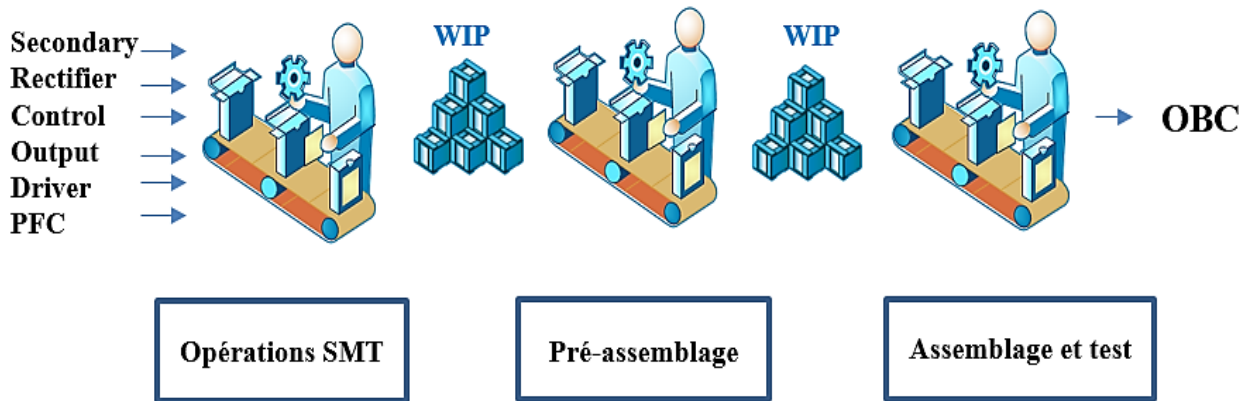 Secondary
Rectifier
Control
Output
Driver
PFC
WIP
WIP
OBC
Opérations SMT
Pré-assemblage
Assemblage et test